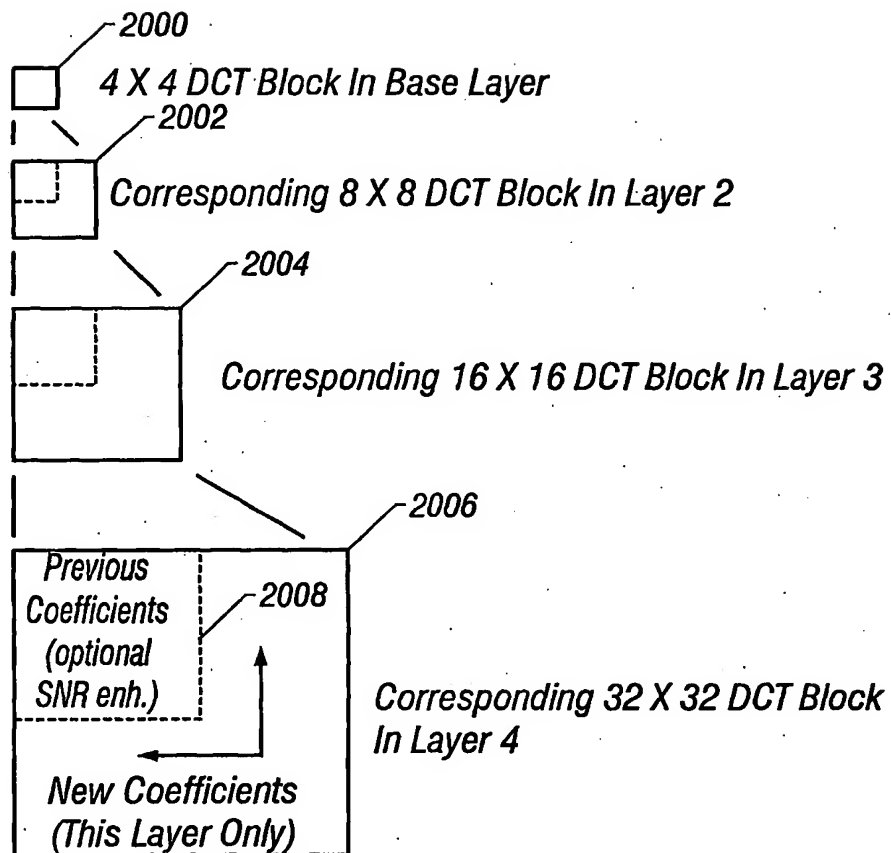 2000
4 X 4 DCT Block In Base Layer
2002
Corresponding 8 X 8 DCT Block In Layer 2
2004
Corresponding 16 X 16 DCT Block In Layer 3
2006
Previous
Coefficients
(optional
SNR enh.)
2008
Corresponding 32 X 32 DCT Block
In Layer 4
New Coefficients
(This Layer Only)